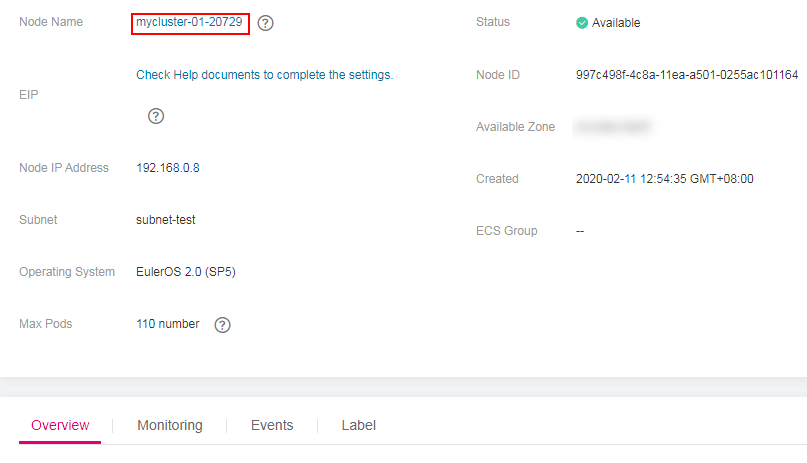 Node Name mycluster-01-20729 ?
Check Help documents to complete the settings.
EIP
?
Node IP Address 192.168.0.8
Subnet subnet-test
Operating System EulerOS 2.0 (SP5)
Max Pods 110 number ?
Status Available
Node ID 997c498f-4c8a-11ea-a501-0255ac101164
Available Zone
Created 2020-02-11 12:54:35 GMT+08:00
ECS Group --
Overview Monitoring Events Label